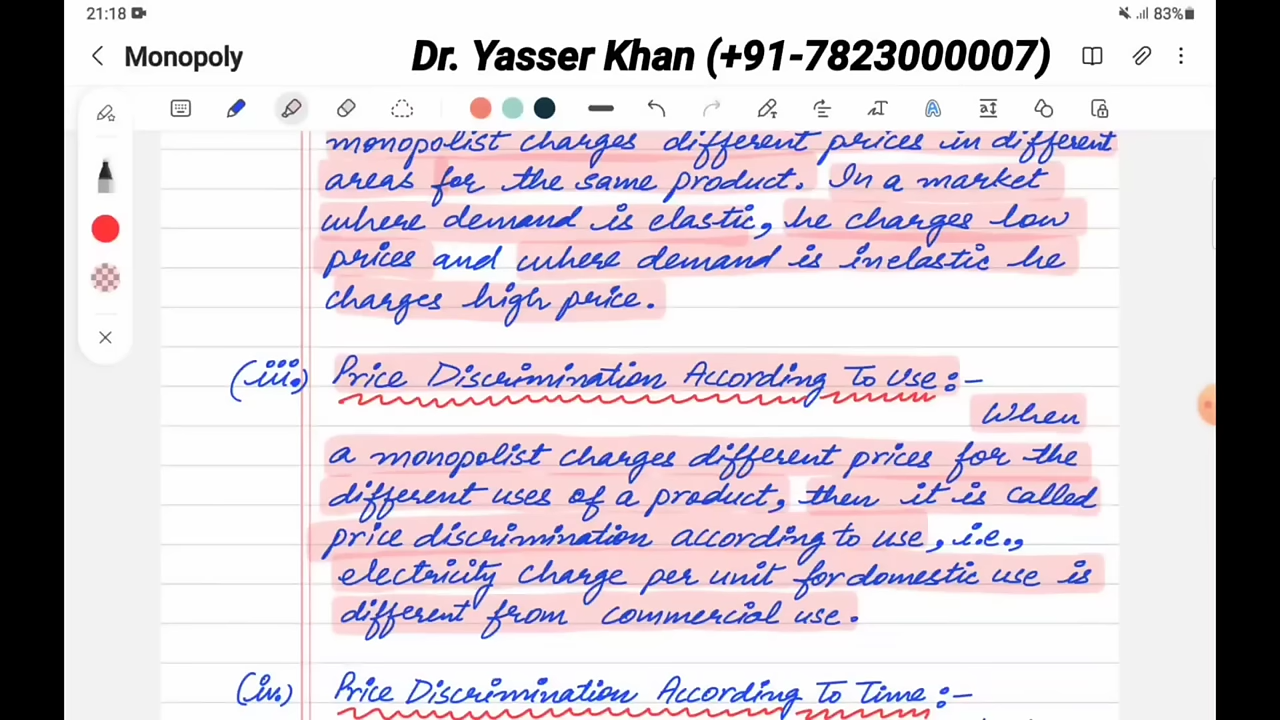 21:18
83%
Monopoly
Dr. Yasser Khan (+91-7823000007)
monopolist charges different prices in different
areas for the same product. In a market
where demand is elastic, he charges low
prices and where demand is inelastic he
charges high price.
(iii.) Price Discrimination According To Use:-
When
a monopolist charges different prices for the
different uses of a product, then it is called
price discrimination according to use, i.e.,
electricity charge per unit for domestic use is
different from commercial use.
(iv.) Price Discrimination According To Time:-